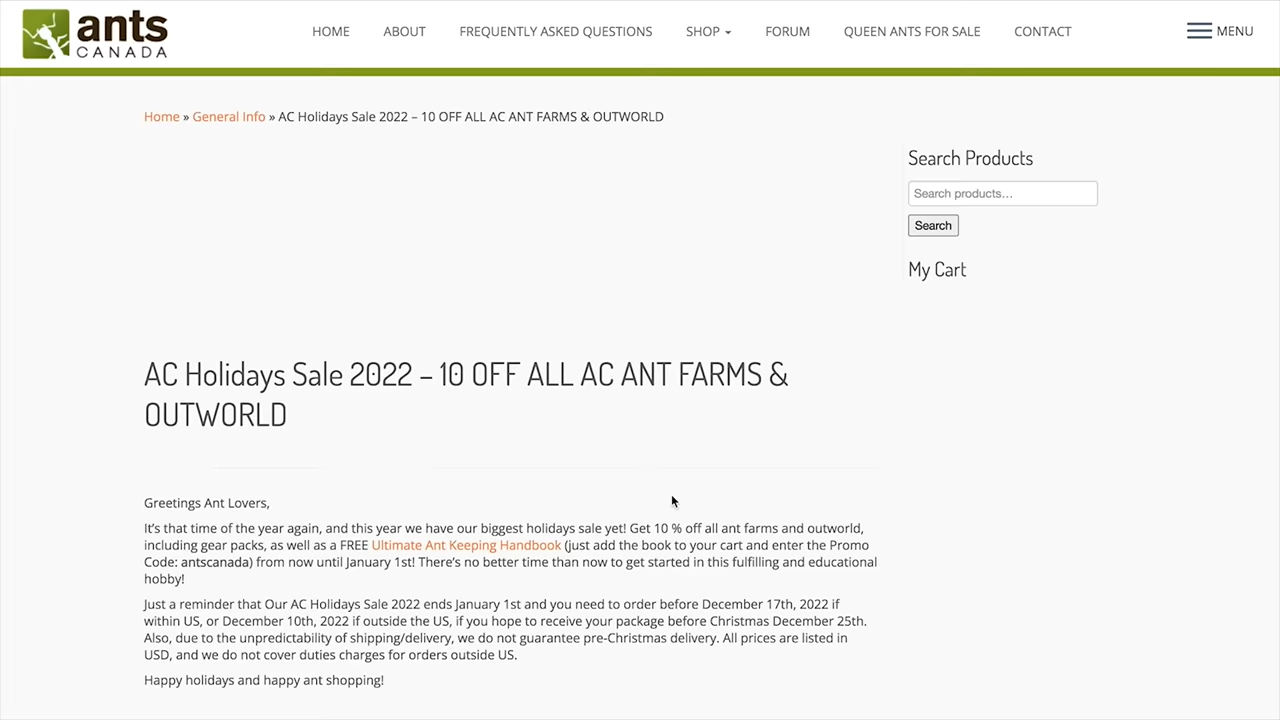 ants
CANADA
HOME
ABOUT
FREQUENTLY ASKED QUESTIONS
SHOP
FORUM
QUEEN ANTS FOR SALE
CONTACT
MENU
Home » General Info » AC Holidays Sale 2022 – 10 OFF ALL AC ANT FARMS & OUTWORLD
Search Products
Search products…
Search
My Cart
AC Holidays Sale 2022 – 10 OFF ALL AC ANT FARMS &
OUTWORLD
Greetings Ant Lovers,
It's that time of the year again, and this year we have our biggest holidays sale yet! Get 10 % off all ant farms and outworld,
including gear packs, as well as a FREE Ultimate Ant Keeping Handbook (just add the book to your cart and enter the Promo
Code: antscanada) from now until January 1st! There's no better time than now to get started in this fulfilling and educational
hobby!
Just a reminder that Our AC Holidays Sale 2022 ends January 1st and you need to order before December 17th, 2022 if
within US, or December 10th, 2022 if outside the US, if you hope to receive your package before Christmas December 25th.
Also, due to the unpredictability of shipping/delivery, we do not guarantee pre-Christmas delivery. All prices are listed in
USD, and we do not cover duties charges for orders outside US.
Happy holidays and happy ant shopping!